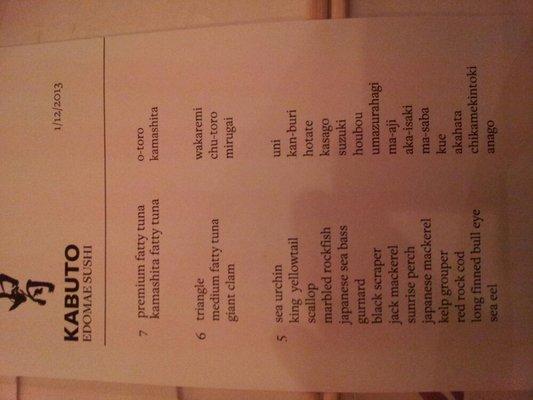 KABUTO
EDOMAE SUSHI 1/12/2013
7 premium fatty tuna o-toro
kamashita fatty tuna kamashita
6 triangle wakaremi
medium fatty tuna chu-toro
giant clam mirugai
5 sea urchin uni
king yellowtail kan-buri
scallop hotate
marbled rockfish kasago
japanese sea bass suzuki
gurnard houbou
black scraper umazurahagi
jack mackerel ma-aji
sunrise perch aka-isaki
japanese mackerel ma-saba
kelp grouper kue
red rock cod akahata
long finned bull eye chikamekintoki
sea eel anago